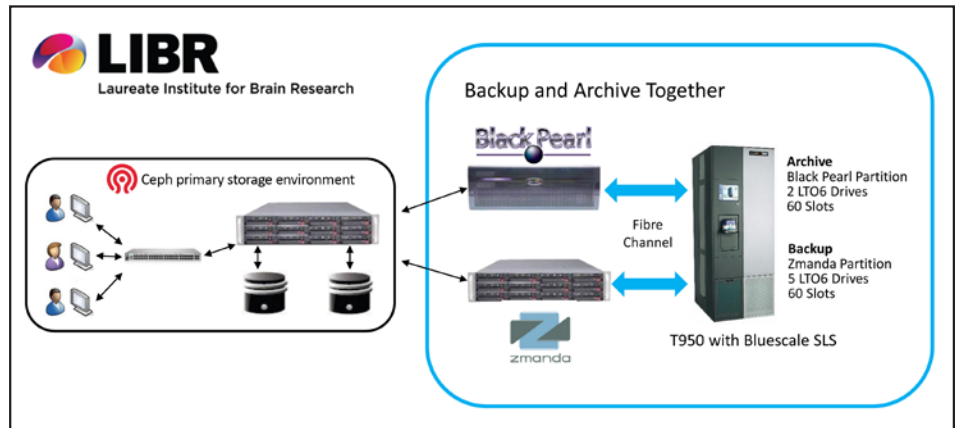 LIBR
Laureate Institute for Brain Research
Ceph primary storage environment
Backup and Archive Together
Black Pearl
Fibre
Channel
zmanda
Archive
Black Pearl Partition
2 LTO6 Drives
60 Slots
Backup
Zmanda Partition
5 LTO6 Drives
60 Slots
T950 with Bluescale SLS